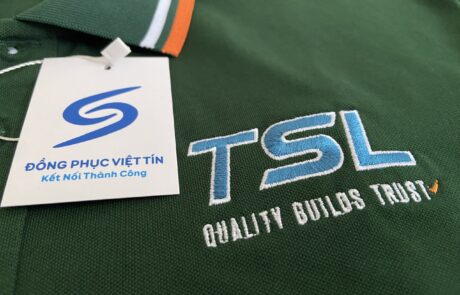 ĐỒNG PHỤC VIỆT TÍN
Kết Nối Thành Công
TSL
QUALITY BUILDS TRUST